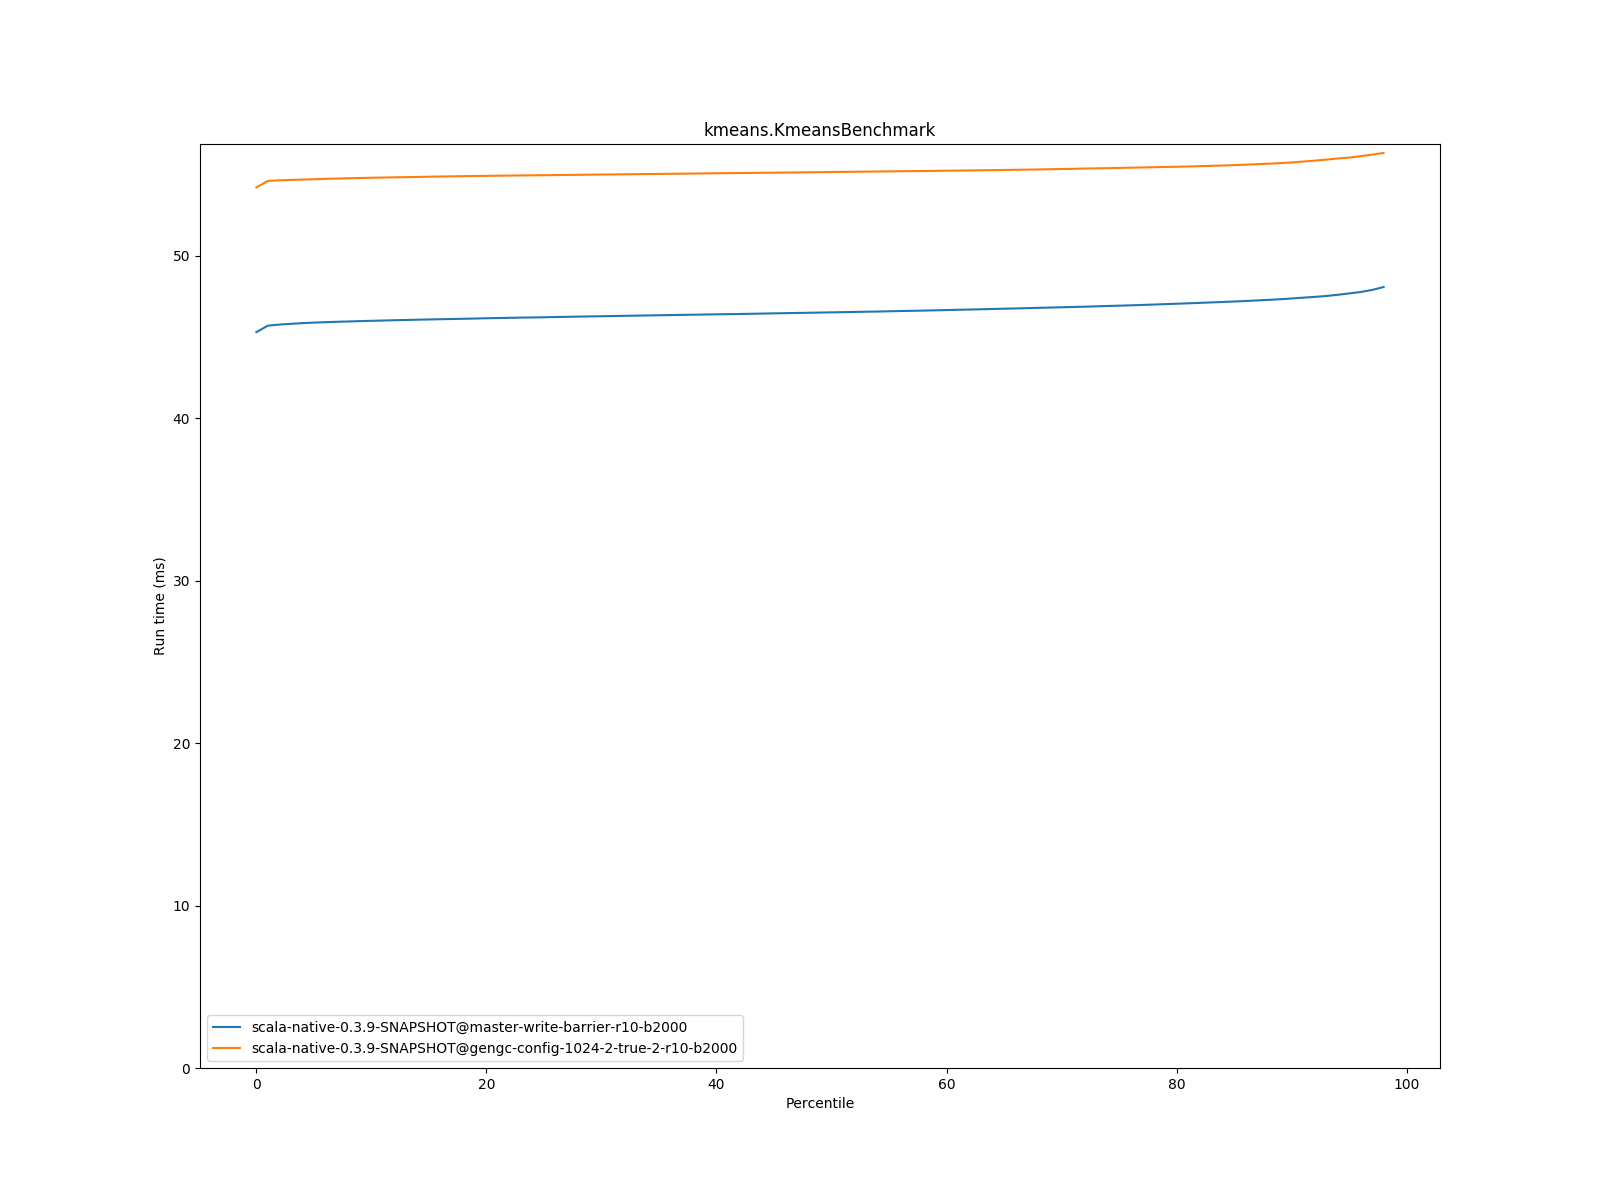 kmeans.KmeansBenchmark
Run time (ms)
50
40
30
20
10
0
scala-native-0.3.9-SNAPSHOT@master-write-barrier-r10-b2000
scala-native-0.3.9-SNAPSHOT@gengc-config-1024-2-true-2-r10-b2000
0 20 40 60 80 100
Percentile